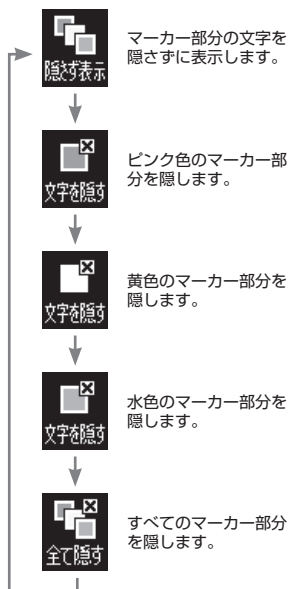 隠さず表示
マーカー部分の文字を
隠さずに表示します。
文字を隠す
ピンク色のマーカー部
分を隠します。
文字を隠す
黄色のマーカー部分を
隠します。
文字を隠す
水色のマーカー部分を
隠します。
全て隠す
すべてのマーカー部分
を隠します。